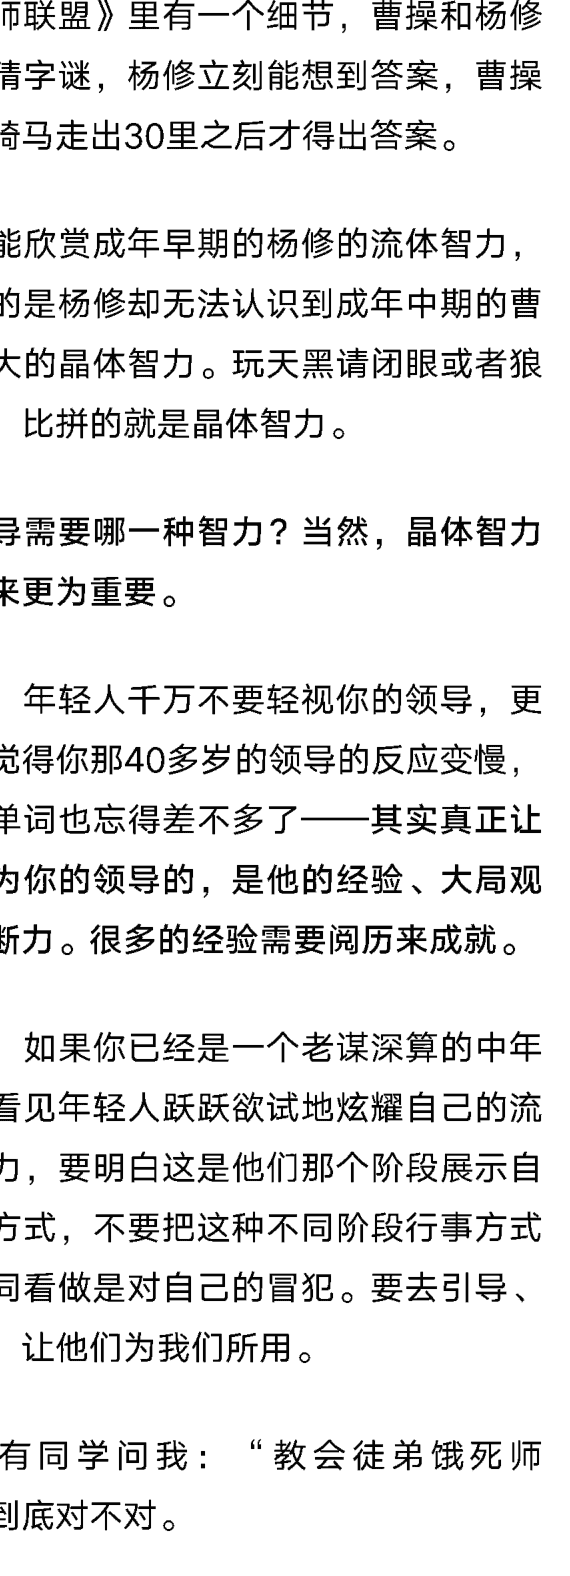 师联盟》里有一个细节，曹操和杨修
猜字谜，杨修立刻能想到答案，曹操
骑马走出30里之后才得出答案。
能欣赏成年早期的杨修的流体智力，
的是杨修却无法认识到成年中期的曹
大的晶体智力。玩天黑请闭眼或者狼
比拼的就是晶体智力。
导需要哪一种智力？当然，晶体智力
来更为重要。
年轻人千万不要轻视你的领导，更
觉得你那40多岁的领导的反应变慢，
单词也忘得差不多了——其实真正让
为你的领导的，是他的经验、大局观
断力。很多的经验需要阅历来成就。
如果你已经是一个老谋深算的中年
看见年轻人跃跃欲试地炫耀自己的流
力，要明白这是他们那个阶段展示自
方式，不要把这种不同阶段行事方式
同看做是对自己的冒犯。要去引导、
让他们为我们所用。
有同学问我：“教会徒弟饿死师
到底对不对。